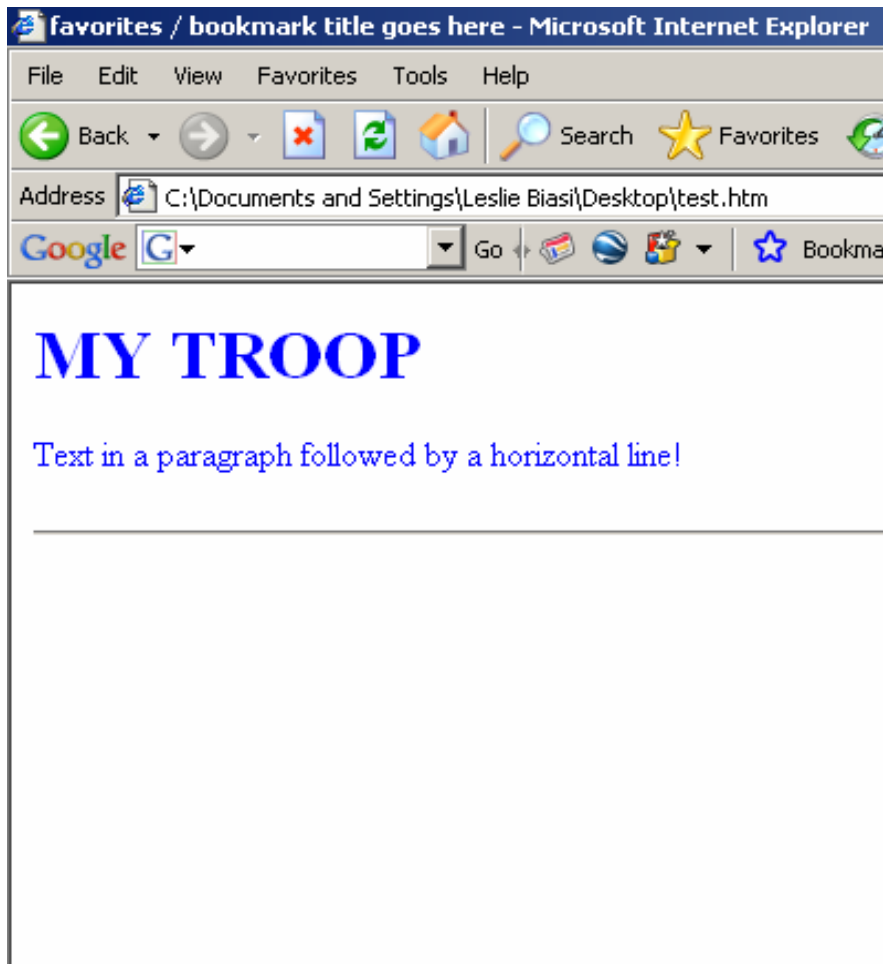 favorites / bookmark title goes here - Microsoft Internet Explorer
File Edit View Favorites Tools Help
Back Search Favorites
Address C:\Documents and Settings\Leslie Biasi\Desktop\test.htm
Google G Go Bookma
MY TROOP
Text in a paragraph followed by a horizontal line!